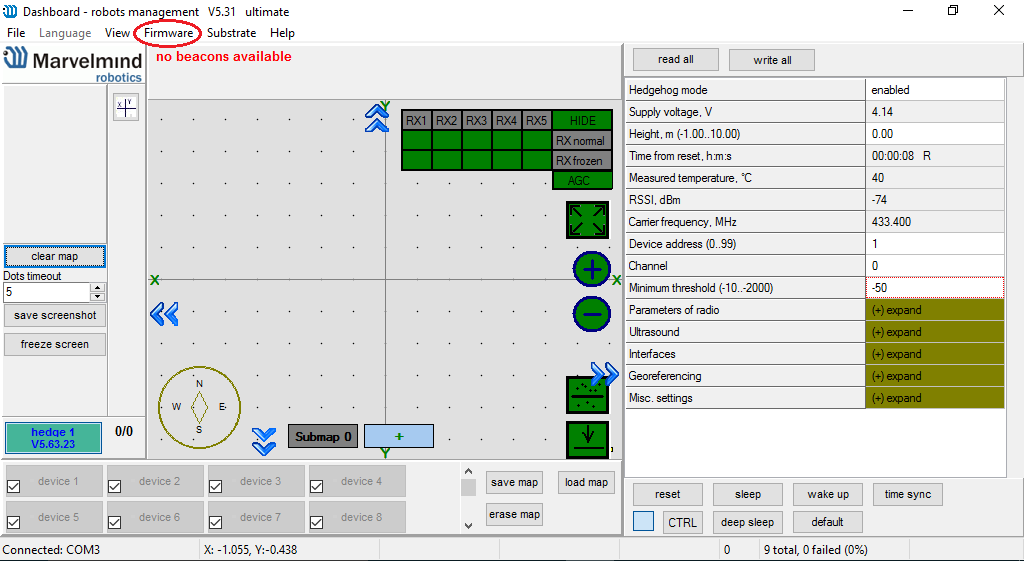 Dashboard - robots management V5.31 ultimate
File Language View Firmware Substrate Help
Marvelmind
robotics
no beacons available
X Y
clear map
Dots timeout
5
save screenshot
freeze screen
hedge 1
V5.63.23
0/0
Y
RX1 RX2 RX3 RX4 RX5 HIDE
RX normal
RX frozen
AGC
X
X
N
W E
S
Submap 0
+
Y
read all
write all
Hedgehog mode enabled
Supply voltage, V 4.14
Height, m (-1.00..10.00) 0.00
Time from reset, h:m:s 00:00:08 R
Measured temperature, °C 40
RSSI, dBm -74
Carrier frequency, MHz 433.400
Device address (0..99) 1
Channel 0
Minimum threshold (-10..-2000) -50
Parameters of radio (+) expand
Ultrasound (+) expand
Interfaces (+) expand
Georeferencing (+) expand
Misc. settings (+) expand
device 1 device 2 device 3 device 4
device 5 device 6 device 7 device 8
save map load map
erase map
reset sleep wake up time sync
CTRL deep sleep default
Connected: COM3 X: -1.055, Y:-0.438 0 9 total, 0 failed (0%)